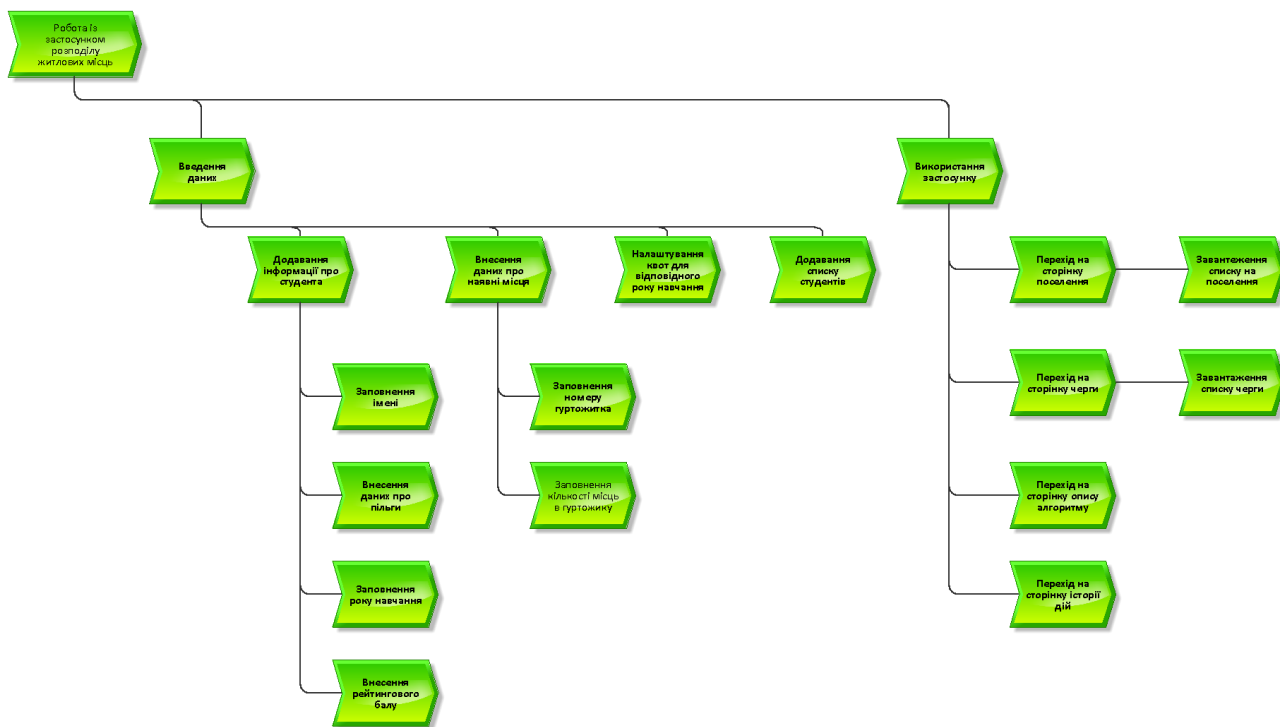 Робота із
застосунком
розподілу
житлових місць
Введення
даних
Використання
застосунку
Додавання
інформації про
студента
Внесення
даних про
наявні місця
Налаштування
квот для
відповідного
року навчання
Додавання
списку
студентів
Перехід на
сторінку
поселення
Завантеження
списку на
поселення
Заповнення
імені
Заповнення
номеру
гуртожитка
Перехід на
сторінку черги
Завантаження
списку черги
Внесення
даних про
пільги
Заповнення
кількості місць
в гуртожику
Перехід на
сторінку опису
алгоритму
Заповнення
року навчання
Перехід на
сторінку історії
дій
Внесення
рейтингового
балу